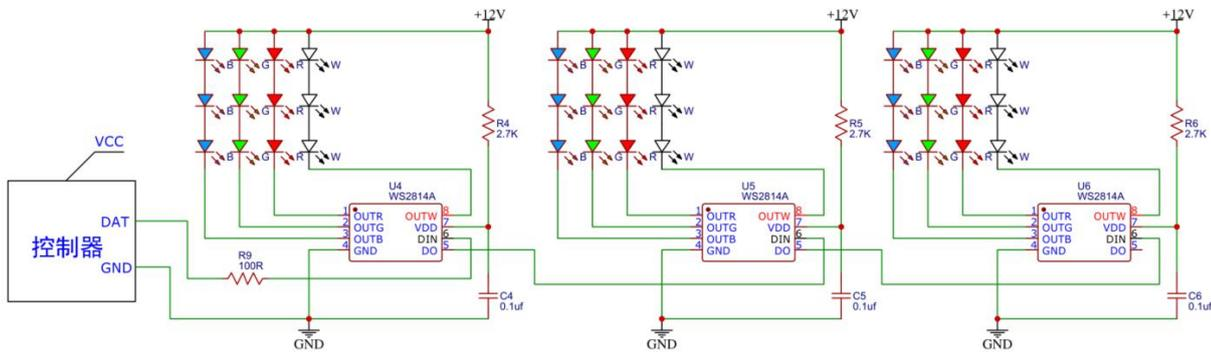 +12V
+12V
+12V
B G R W
B G R W
B G R W
B G R W
B G R W
B G R W
B G R W
B G R W
B G R W
R4
2.7K
R5
2.7K
R6
2.7K
VCC
控制器
DAT
GND
R9
100R
U4
WS2814A
1 OUTR OUTW 8
2 OUTG VDD 7
3 OUTB DIN 6
4 GND DO 5
U5
WS2814A
1 OUTR OUTW 8
2 OUTG VDD 7
3 OUTB DIN 6
4 GND DO 5
U6
WS2814A
1 OUTR OUTW 8
2 OUTG VDD 7
3 OUTB DIN 6
4 GND DO 5
C4
0.1uf
C5
0.1uf
C6
0.1uf
GND
GND
GND